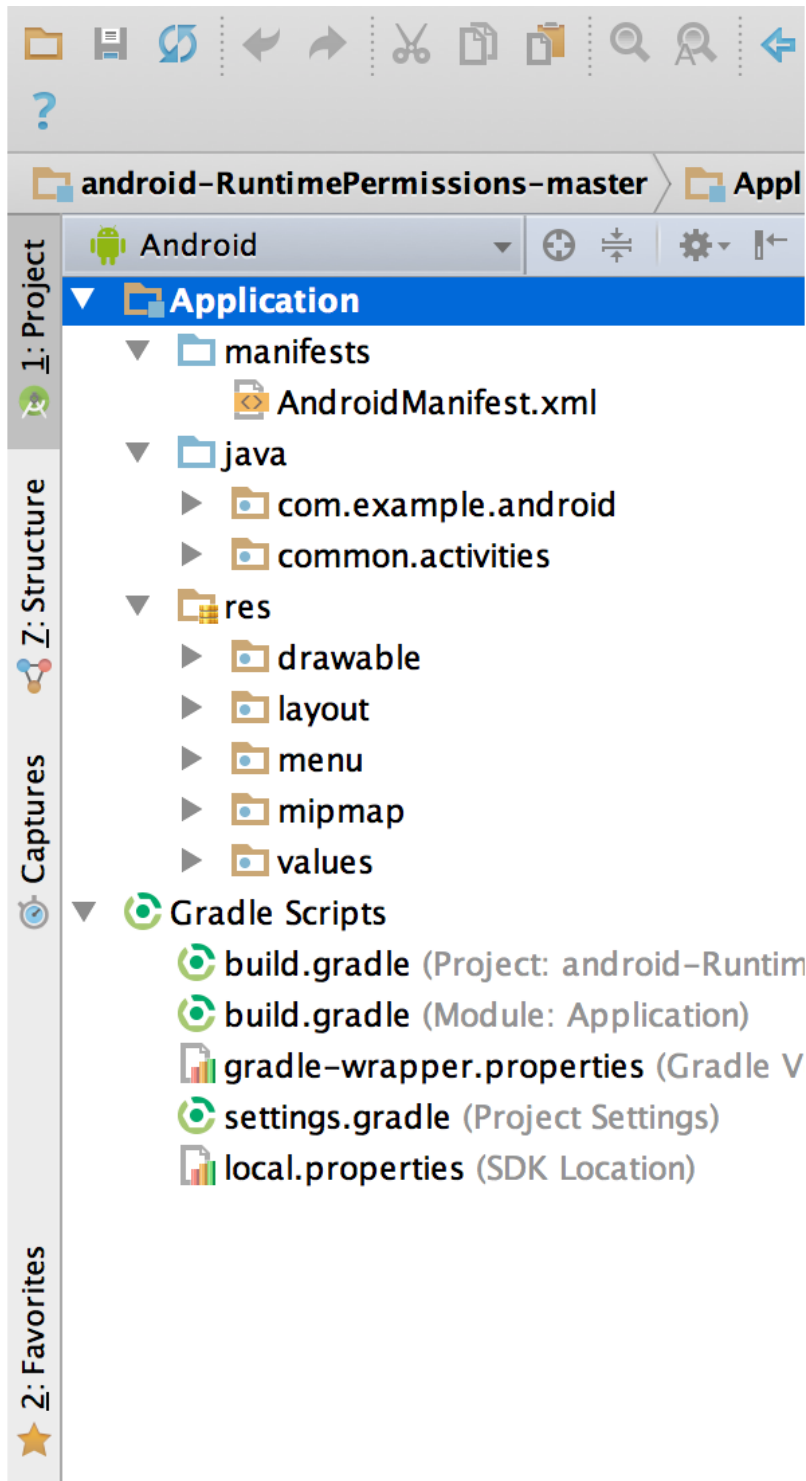 ?
android-RuntimePermissions-master Appl
1: Project
7: Structure
Captures
2: Favorites
Android
Application
manifests
AndroidManifest.xml
java
com.example.android
common.activities
res
drawable
layout
menu
mipmap
values
Gradle Scripts
build.gradle (Project: android-Runtim
build.gradle (Module: Application)
gradle-wrapper.properties (Gradle V
settings.gradle (Project Settings)
local.properties (SDK Location)